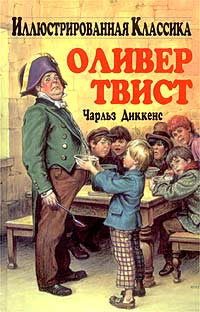 Иллюстрированная Классика
ОЛИВЕР
ТВИСТ
Чарльз Диккенс